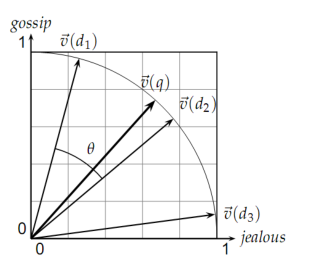 gossip
1
v⃗(d₁)
v⃗(q)
v⃗(d₂)
θ
v⃗(d₃)
0
jealous
0
1